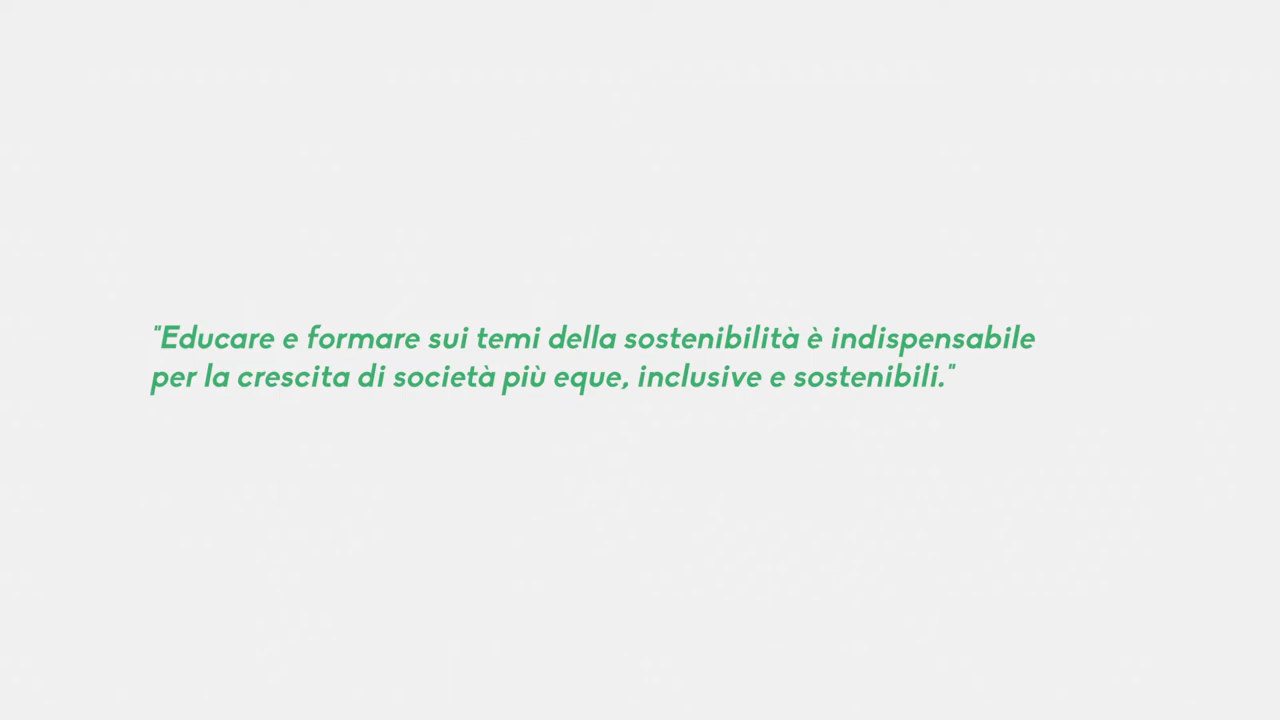 "Educare e formare sui temi della sostenibilità è indispensabile
per la crescita di società più eque, inclusive e sostenibili."